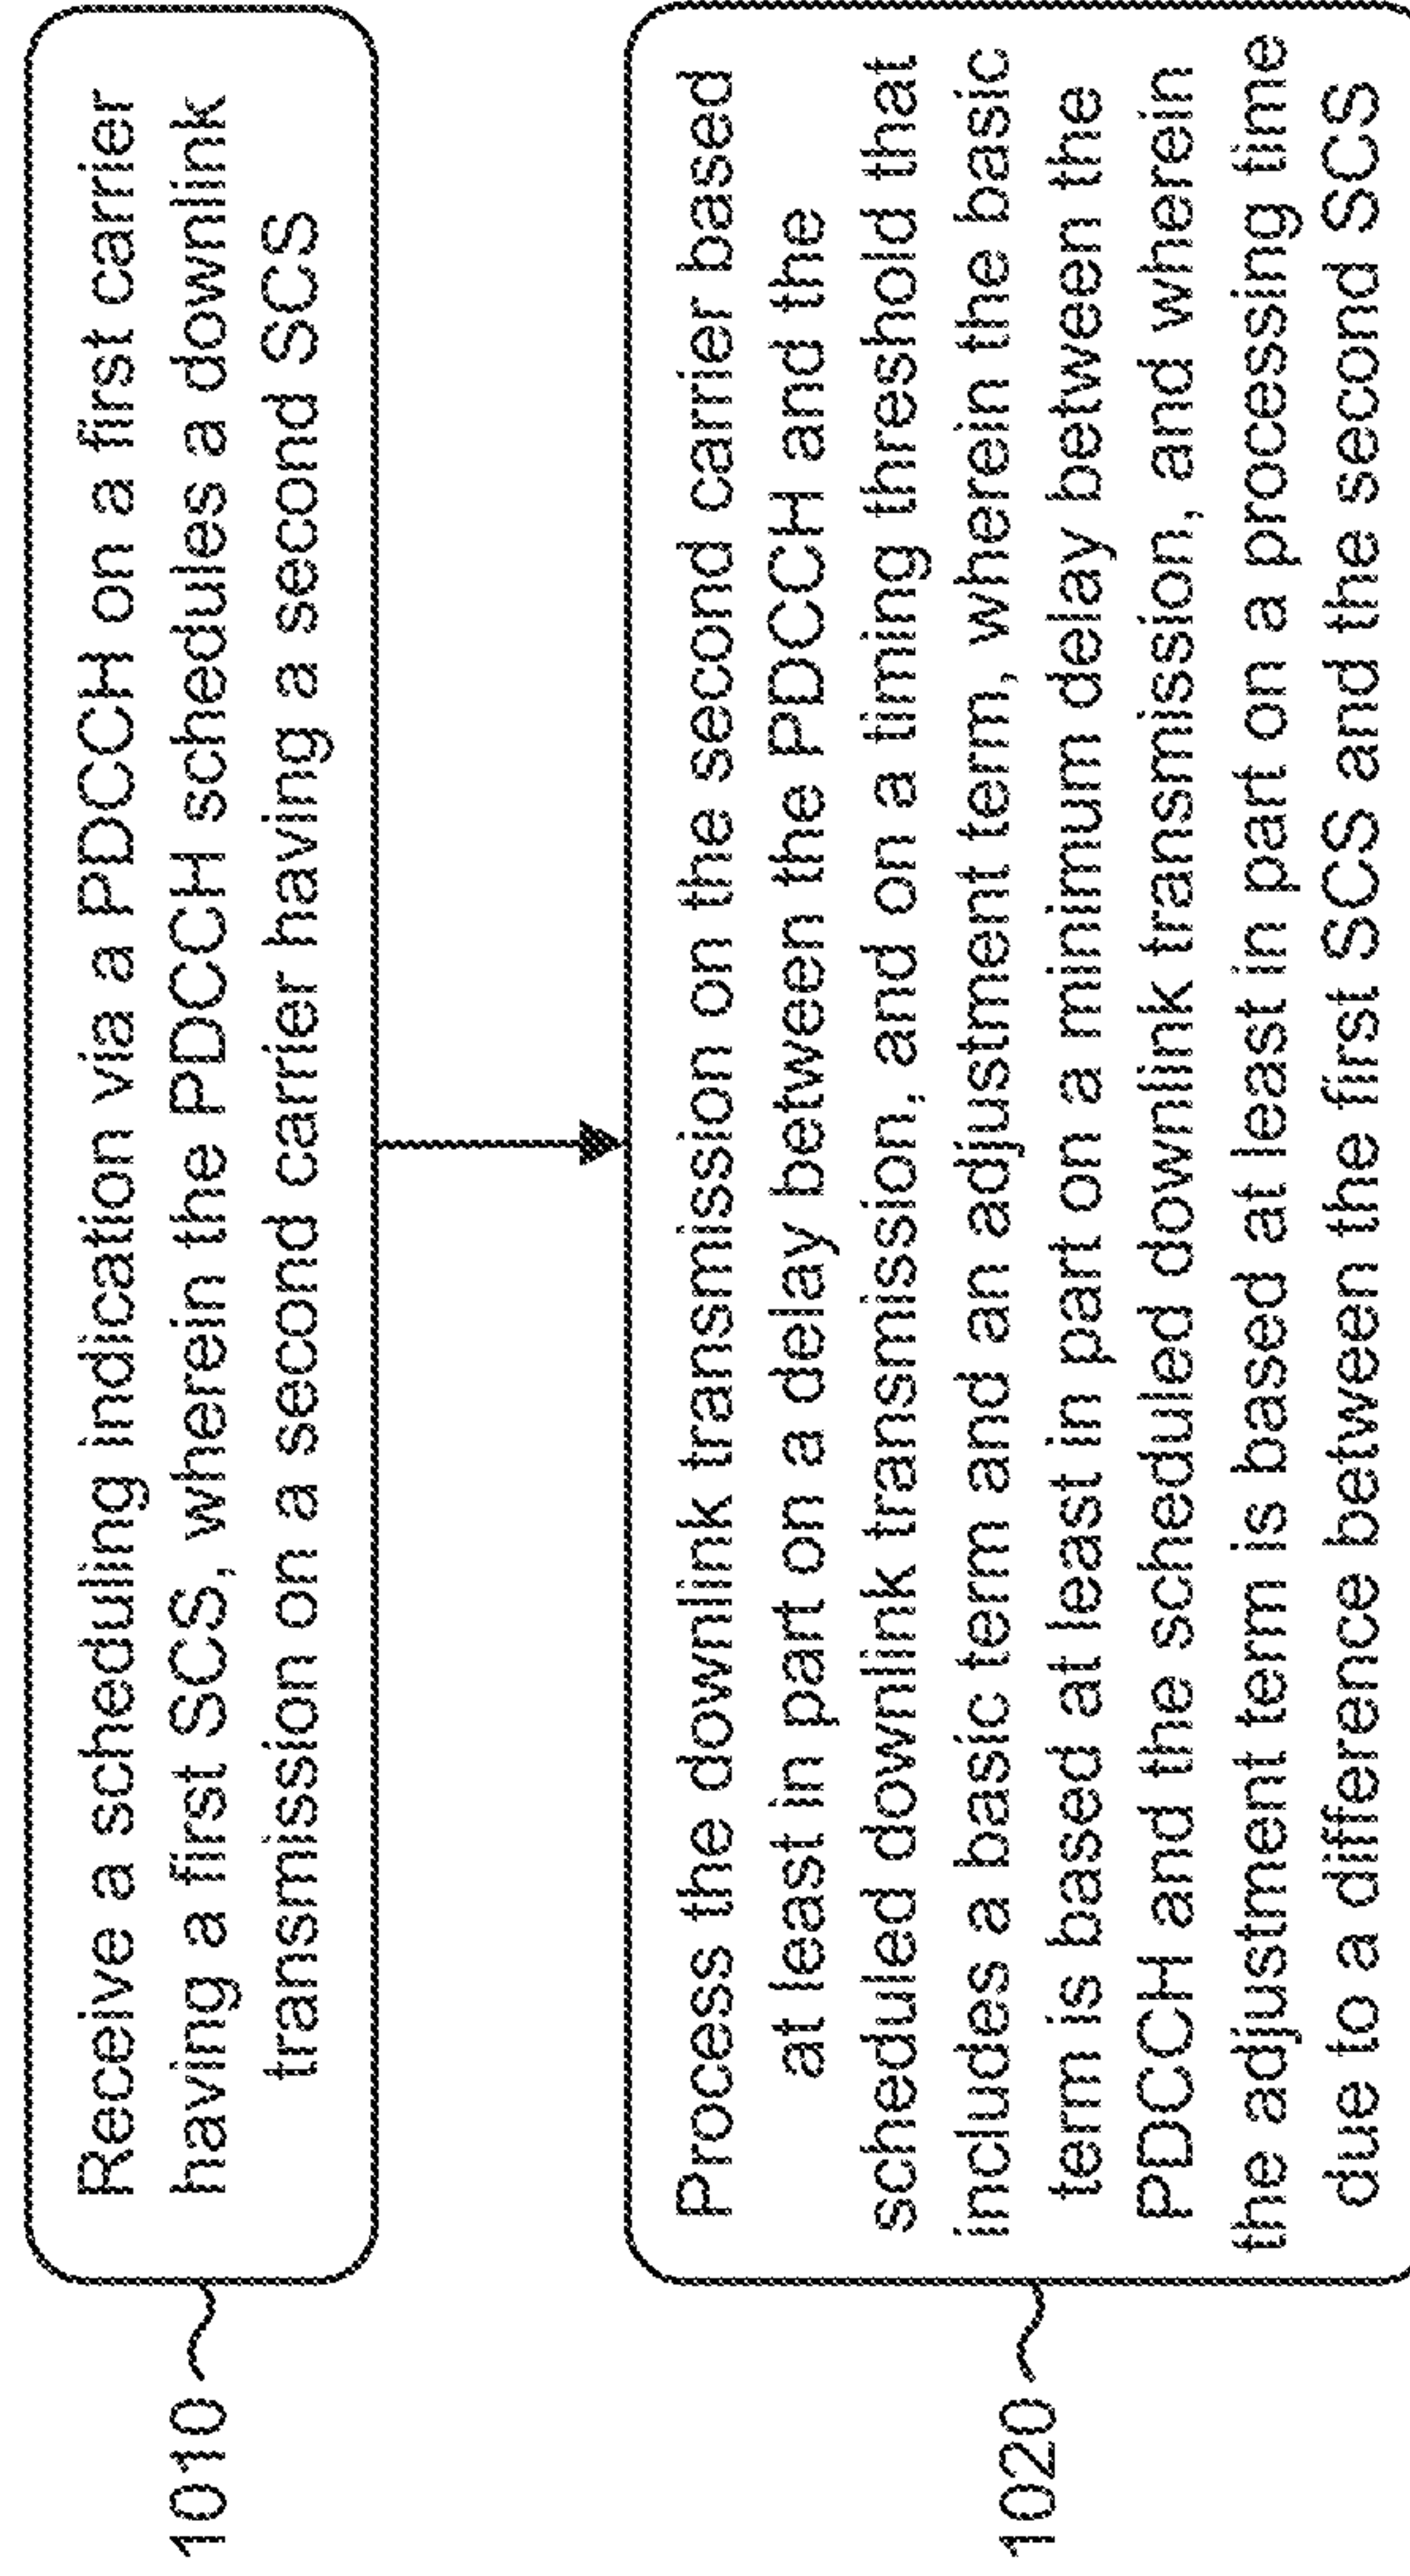 1010
Receive a scheduling indication via a PDCCH on a first carrier
having a first SCS, wherein the PDCCH schedules a downlink
transmission on a second carrier having a second SCS
1020
Process the downlink transmission on the second carrier based
at least in part on a delay between the PDCCH and the
scheduled downlink transmission, and on a timing threshold that
includes a basic term and an adjustment term, wherein the basic
term is based at least in part on a minimum delay between the
PDCCH and the scheduled downlink transmission, and wherein
the adjustment term is based at least in part on a processing time
due to a difference between the first SCS and the second SCS